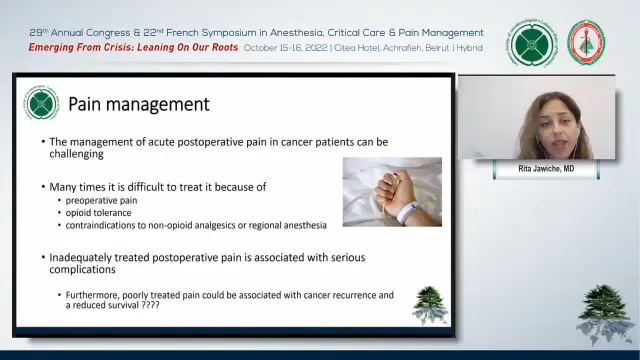 29th Annual Congress & 22nd French Symposium in Anesthesia, Critical Care & Pain Management
Emerging From Crisis: Leaning On Our Roots October 15-16, 2022 | Citea Hotel, Achrafieh, Beirut | Hybrid
Pain management
• The management of acute postoperative pain in cancer patients can be
challenging
• Many times it is difficult to treat it because of
• preoperative pain
• opioid tolerance
• contraindications to non-opioid analgesics or regional anesthesia
• Inadequately treated postoperative pain is associated with serious
complications
• Furthermore, poorly treated pain could be associated with cancer recurrence and
a reduced survival ????
Rita Jawiche, MD